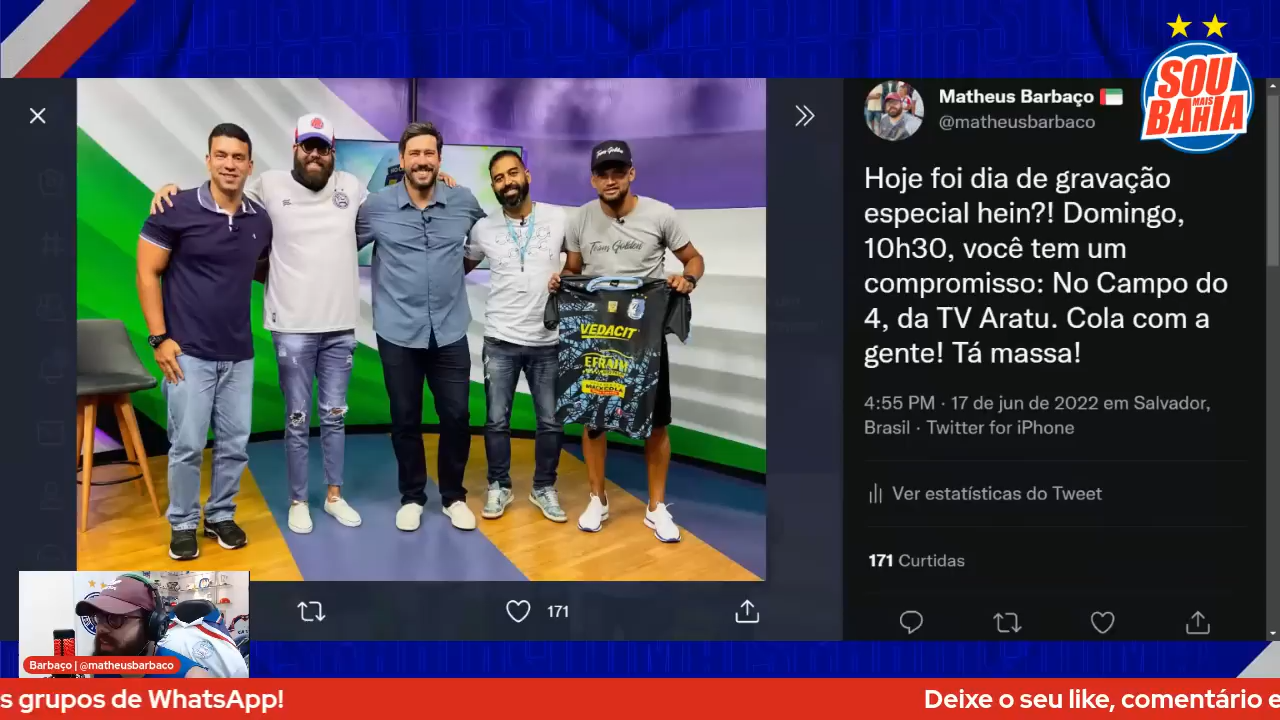 SOU
MAIS
BAHIA
Matheus Barbaço
@matheusbarbaco
Hoje foi dia de gravação
especial hein?! Domingo,
10h30, você tem um
compromisso: No Campo do
4, da TV Aratu. Cola com a
gente! Tá massa!
4:55 PM · 17 de jun de 2022 em Salvador,
Brasil · Twitter for iPhone
Ver estatísticas do Tweet
171 Curtidas
171
Team Golden
VEDACIT
EFRAIM
Barbaço | @matheusbarbaco
s grupos de WhatsApp!
Deixe o seu like, comentário e